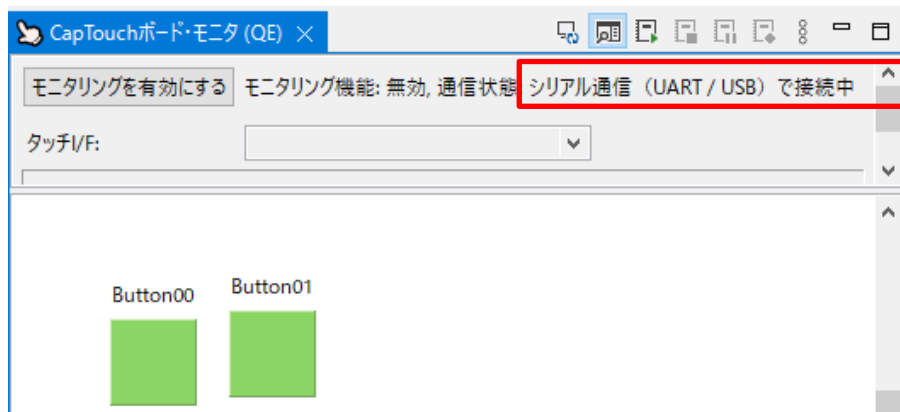 CapTouchボード・モニタ (QE)
モニタリングを有効にする モニタリング機能: 無効, 通信状態 シリアル通信（UART / USB）で接続中
タッチI/F:
Button00 Button01